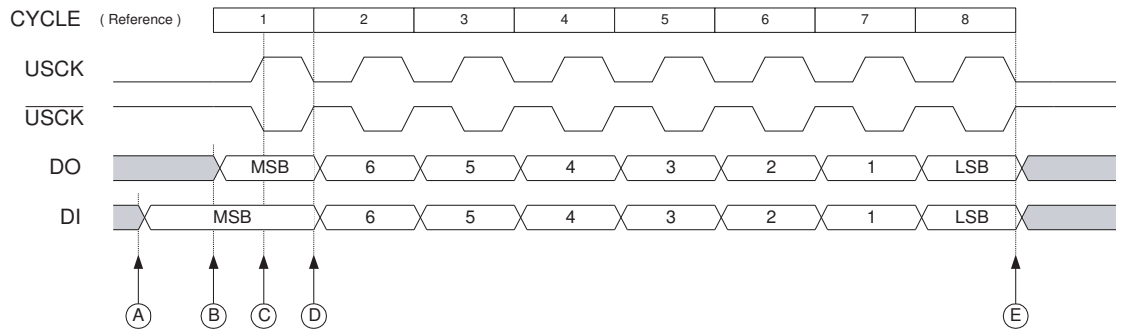 CYCLE ( Reference ) 1 2 3 4 5 6 7 8
USCK
USCK
DO MSB 6 5 4 3 2 1 LSB
DI MSB 6 5 4 3 2 1 LSB
A B C D E